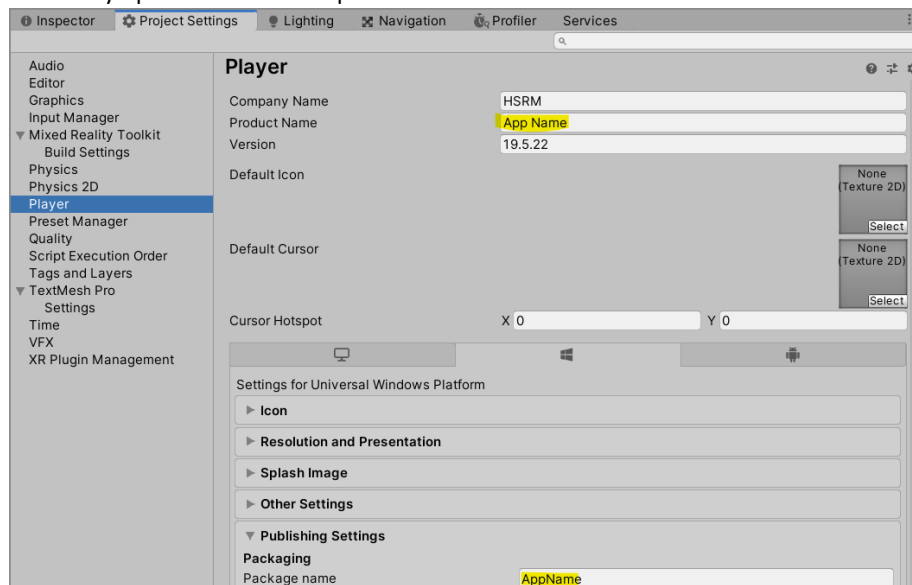 Inspector Project Settings Lighting Navigation Profiler Services
Audio
Editor
Graphics
Input Manager
Mixed Reality Toolkit
Build Settings
Physics
Physics 2D
Player
Preset Manager
Quality
Script Execution Order
Tags and Layers
TextMesh Pro
Settings
Time
VFX
XR Plugin Management
Player
Company Name HSRM
Product Name App Name
Version 19.5.22
Default Icon
None
(Texture 2D)
Select
Default Cursor
None
(Texture 2D)
Select
Cursor Hotspot X 0 Y 0
Settings for Universal Windows Platform
Icon
Resolution and Presentation
Splash Image
Other Settings
Publishing Settings
Packaging
Package name AppName